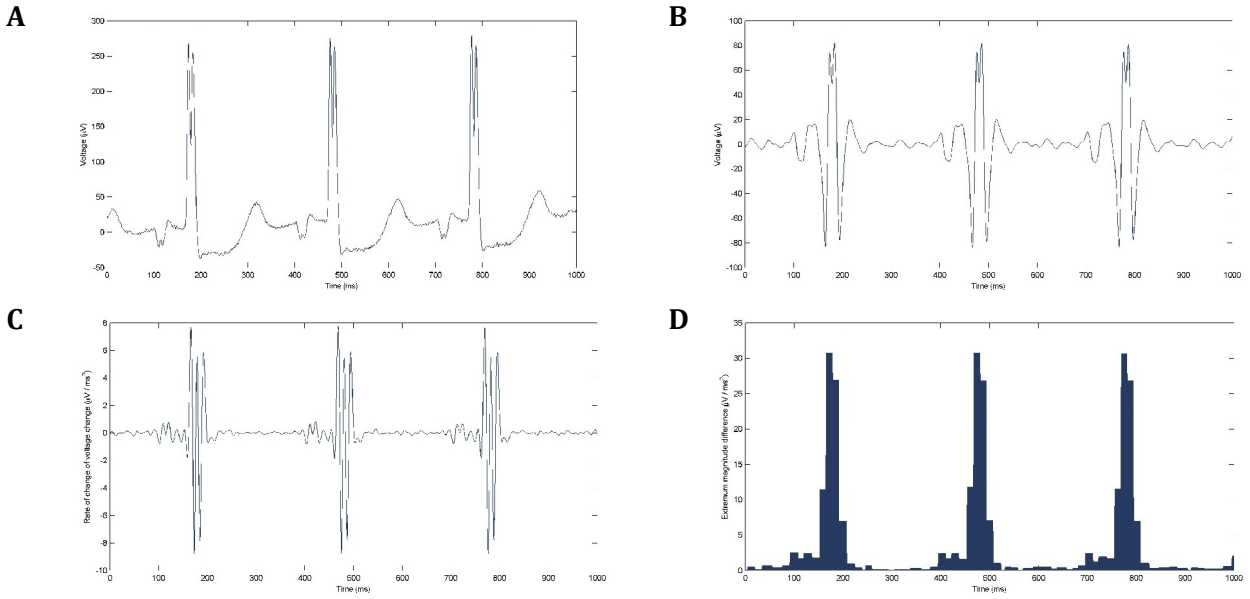 A
300
250
200
150
100
50
0
-50
Voltage (µV)
0 100 200 300 400 500 600 700 800 900 1000
Time (ms)
B
100
80
60
40
20
0
-20
-40
-60
-80
-100
Voltage (µV)
0 100 200 300 400 500 600 700 800 900 1000
Time (ms)
C
8
6
4
2
0
-2
-4
-6
-8
-10
Rate of change of voltage change (µV / ms²)
0 100 200 300 400 500 600 700 800 900 1000
Time (ms)
D
35
30
25
20
15
10
5
0
Extremum magnitude difference (µV / ms²)
0 100 200 300 400 500 600 700 800 900 1000
Time (ms)